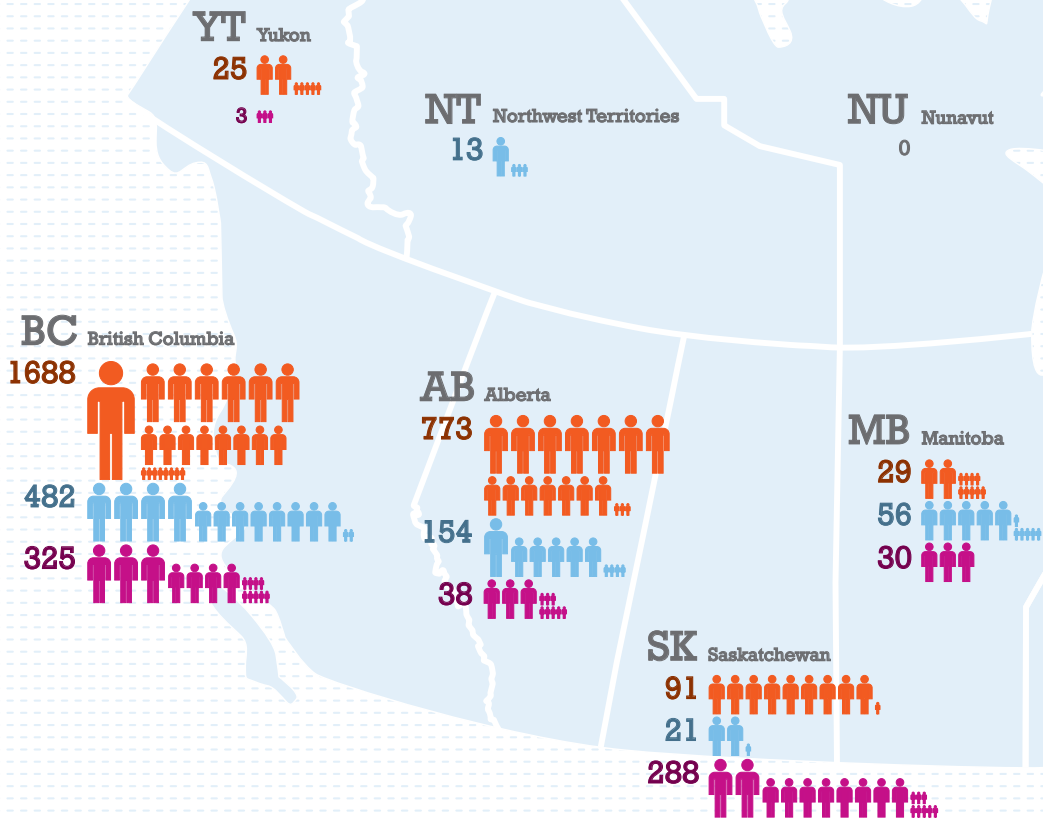 YT Yukon
25
3
NT Northwest Territories
13
NU Nunavut
0
BC British Columbia
1688
482
325
AB Alberta
773
154
38
MB Manitoba
29
56
30
SK Saskatchewan
91
21
288